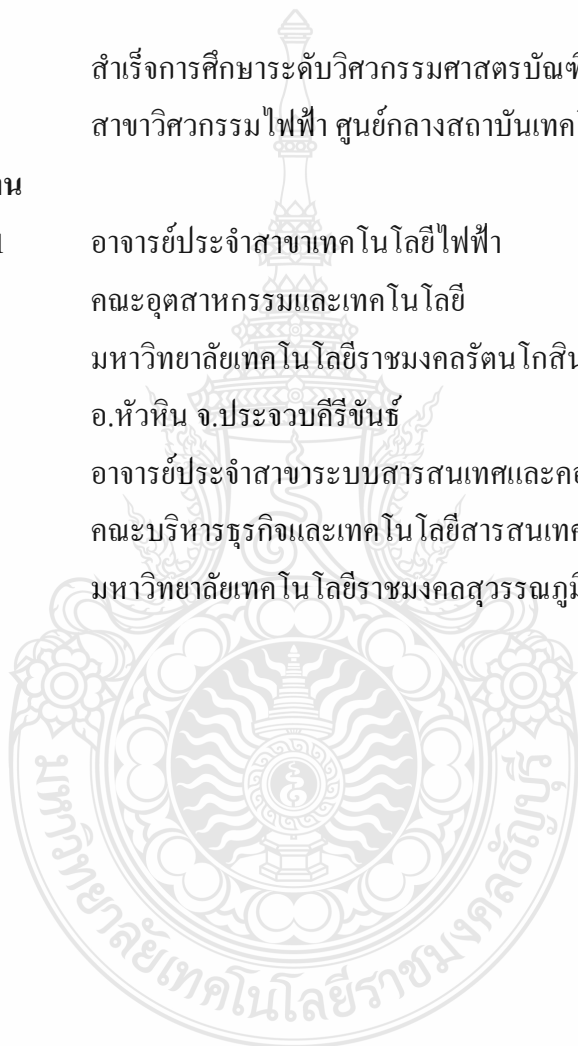 สำเร็จการศึกษาระดับวิศวกรรมศาสตรบัณฑิ
สาขาวิศวกรรมไฟฟ้า ศูนย์กลางสถาบันเทค
าน
1 อาจารย์ประจำสาขาเทคโนโลยีไฟฟ้า
คณะอุตสาหกรรมและเทคโนโลยี
มหาวิทยาลัยเทคโนโลยีราชมงคลรัตนโกสิน
อ.หัวหิน จ.ประจวบคีรีขันธ์
อาจารย์ประจำสาขาระบบสารสนเทศและคอ
คณะบริหารธุรกิจและเทคโนโลยีสารสนเทศ
มหาวิทยาลัยเทคโนโลยีราชมงคลสุวรรณภูมิ
มหาวิทยาลัยเทคโนโลยีราชมงคลธัญบุรี